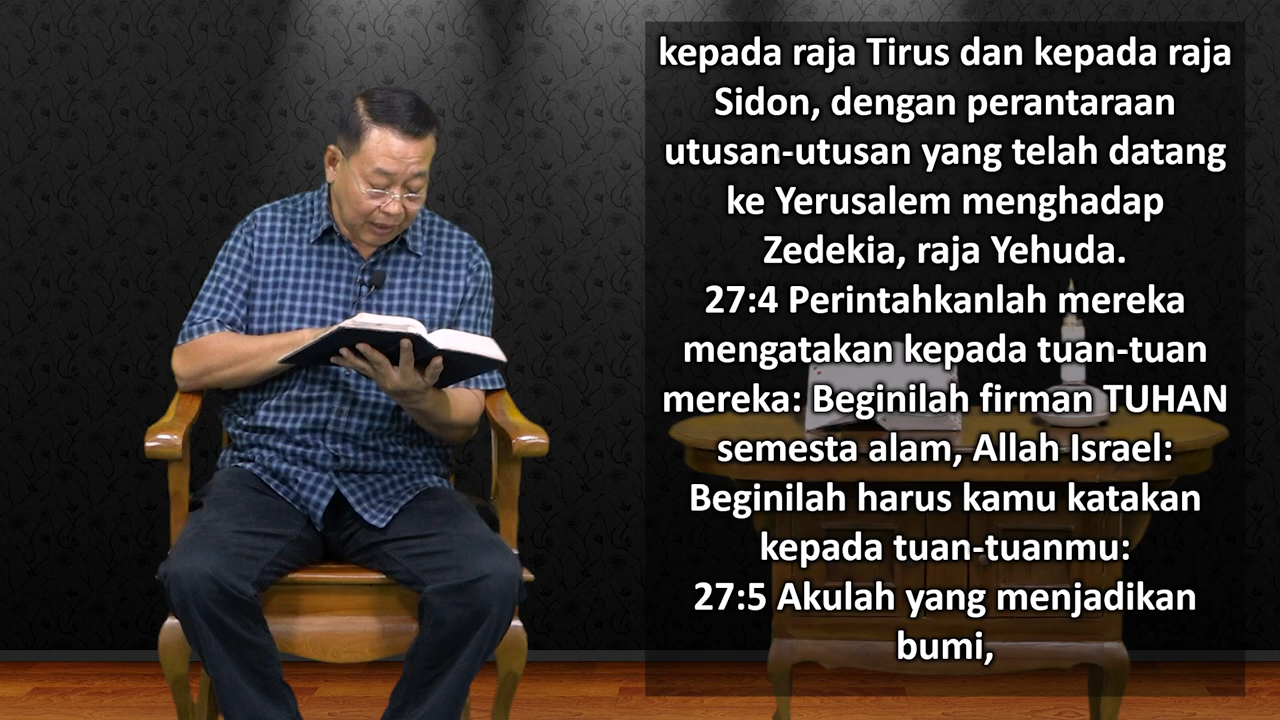 kepada raja Tirus dan kepada raja
Sidon, dengan perantaraan
utusan-utusan yang telah datang
ke Yerusalem menghadap
Zedekia, raja Yehuda.
27:4 Perintahkanlah mereka
mengatakan kepada tuan-tuan
mereka: Beginilah firman TUHAN
semesta alam, Allah Israel:
Beginilah harus kamu katakan
kepada tuan-tuanmu:
27:5 Akulah yang menjadikan
bumi,